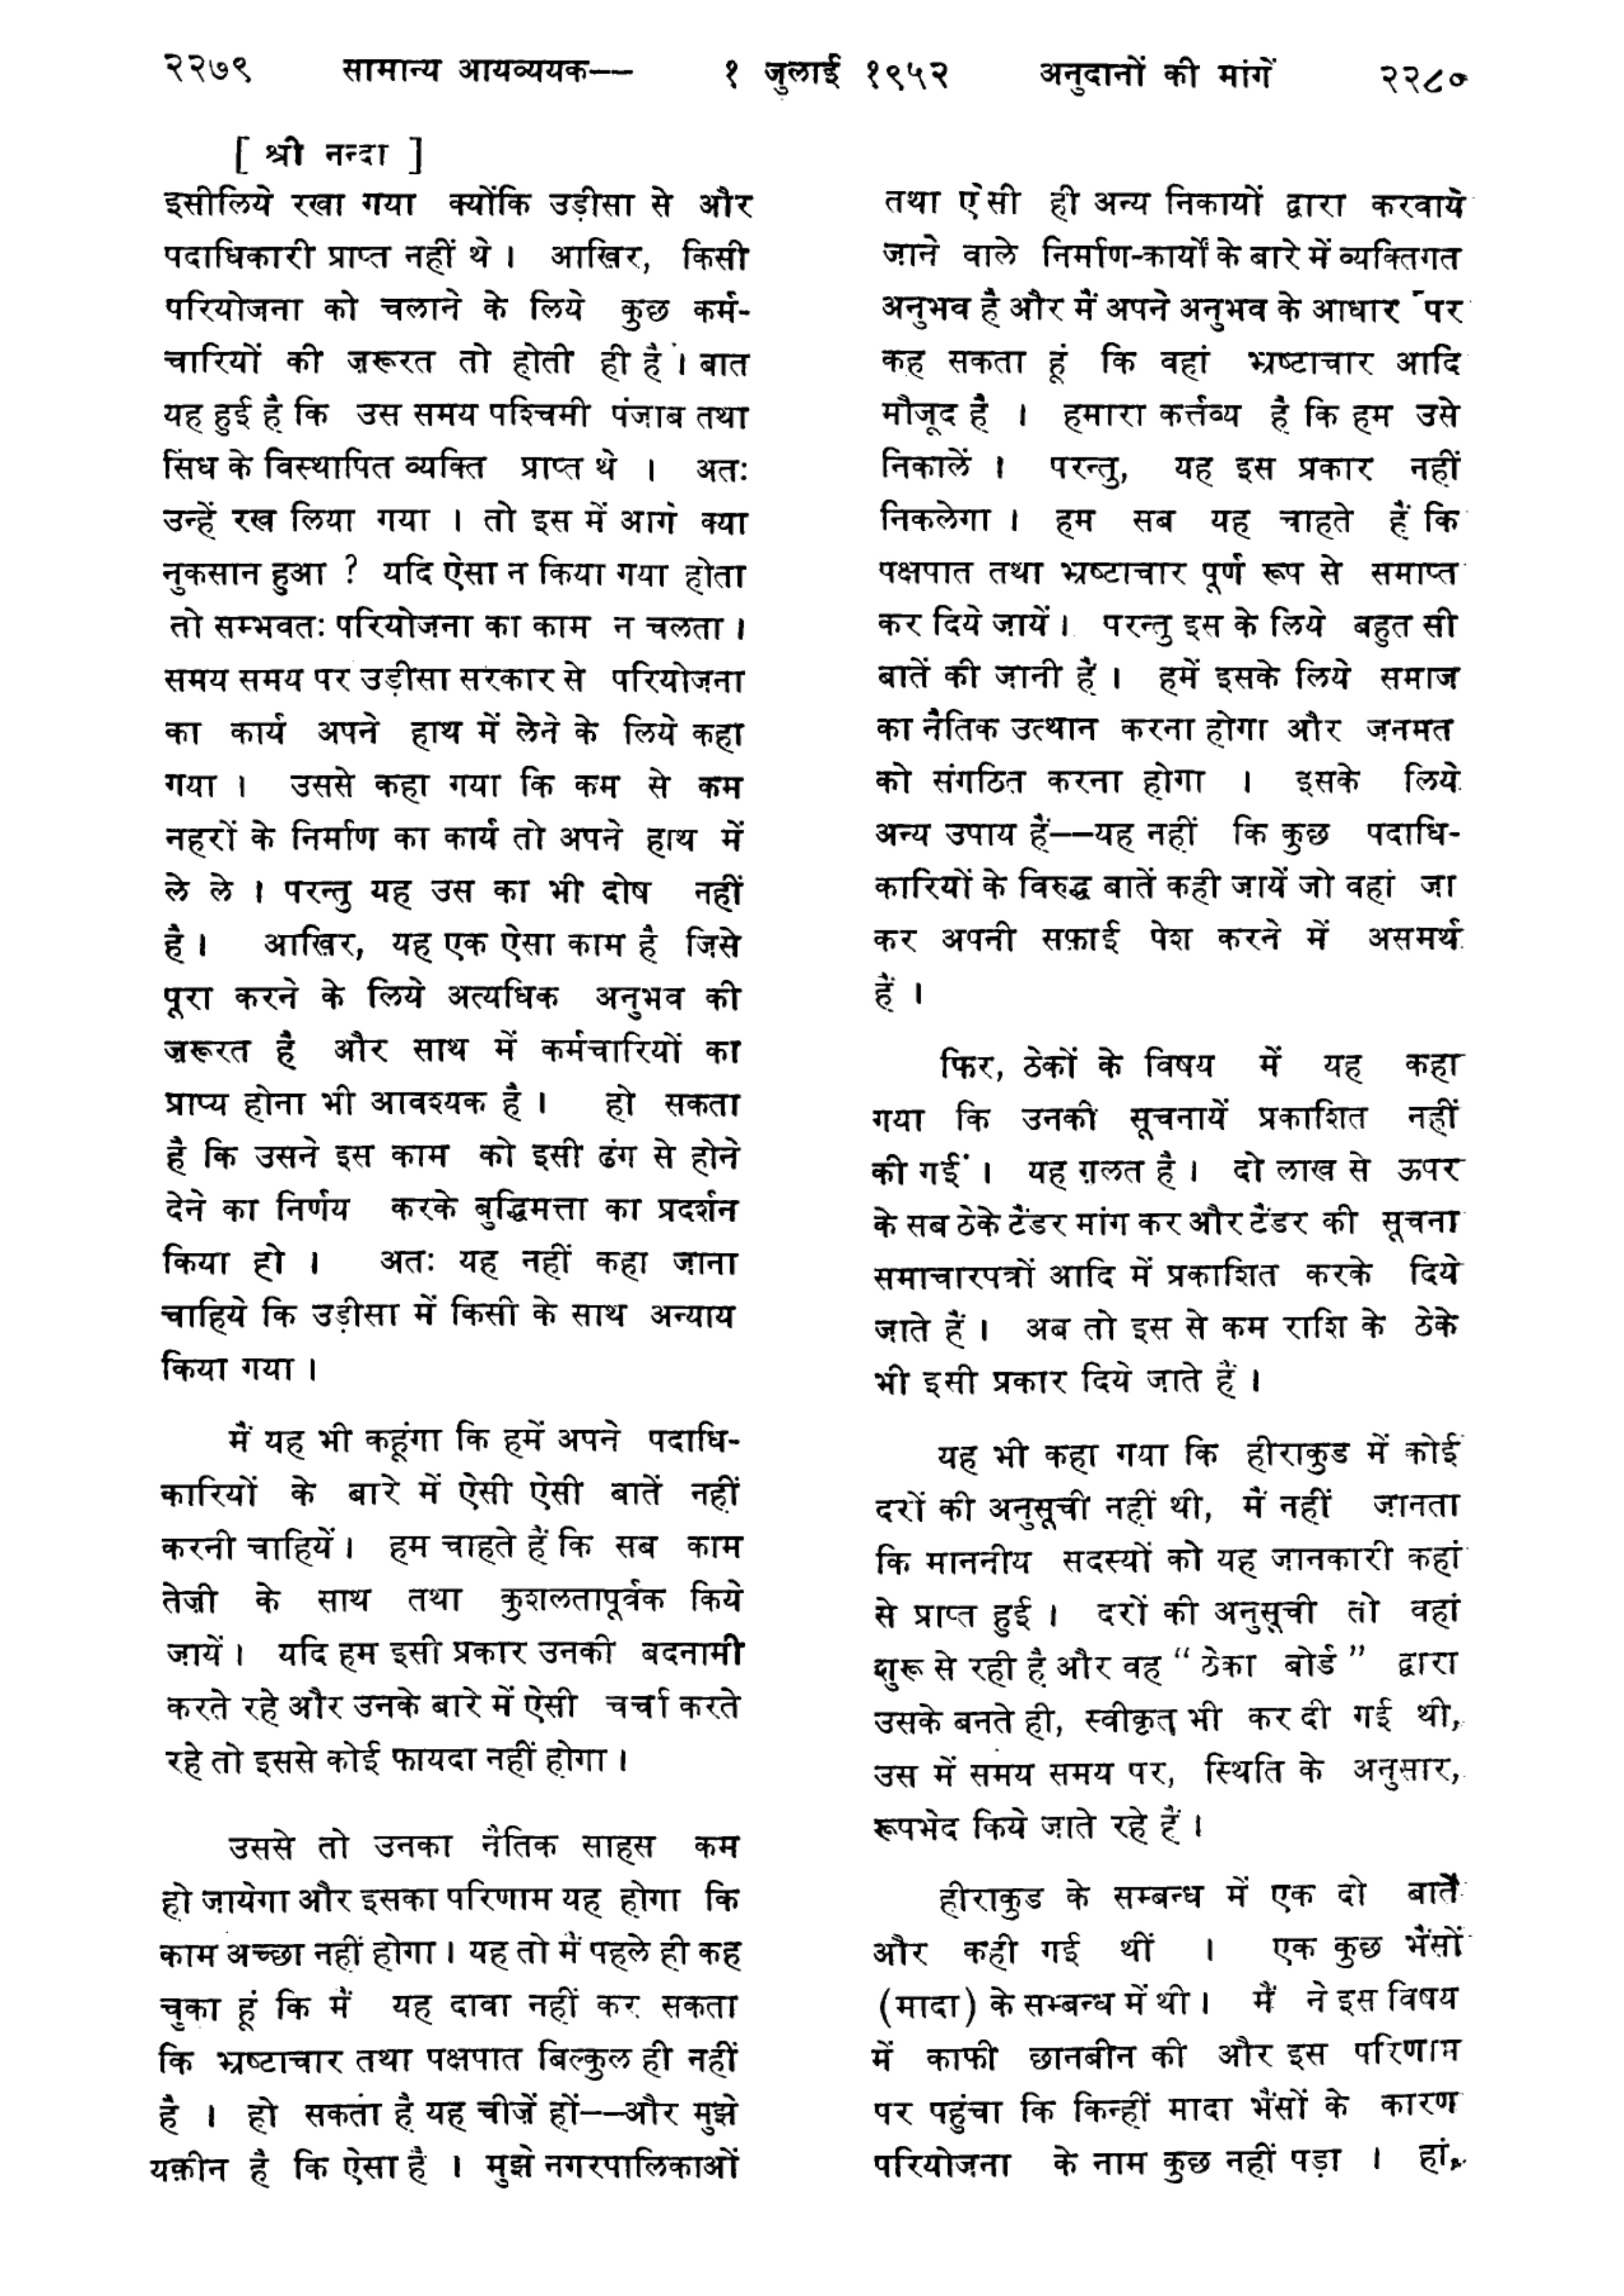 २२७९ सामान्य आयव्ययक—— १ जुलाई १९५२ अनुदानों की मांगें २२८०
[ श्री नन्दा ]
इसीलिये रखा गया क्योंकि उड़ीसा से और
पदाधिकारी प्राप्त नहीं थे। आख़िर, किसी
परियोजना को चलाने के लिये कुछ कर्म-
चारियों की ज़रूरत तो होती ही है। बात
यह हुई है कि उस समय पश्चिमी पंजाब तथा
सिंध के विस्थापित व्यक्ति प्राप्त थे । अतः
उन्हें रख लिया गया । तो इस में आगे क्या
नुकसान हुआ ? यदि ऐसा न किया गया होता
तो सम्भवतः परियोजना का काम न चलता।
समय समय पर उड़ीसा सरकार से परियोजना
का कार्य अपने हाथ में लेने के लिये कहा
गया । उससे कहा गया कि कम से कम
नहरों के निर्माण का कार्य तो अपने हाथ में
ले ले । परन्तु यह उस का भी दोष नहीं
है। आख़िर, यह एक ऐसा काम है जिसे
पूरा करने के लिये अत्यधिक अनुभव की
ज़रूरत है और साथ में कर्मचारियों का
प्राप्य होना भी आवश्यक है। हो सकता
है कि उसने इस काम को इसी ढंग से होने
देने का निर्णय करके बुद्धिमत्ता का प्रदर्शन
किया हो । अतः यह नहीं कहा जाना
चाहिये कि उड़ीसा में किसी के साथ अन्याय
किया गया ।
मैं यह भी कहूंगा कि हमें अपने पदाधि-
कारियों के बारे में ऐसी ऐसी बातें नहीं
करनी चाहियें। हम चाहते हैं कि सब काम
तेज़ी के साथ तथा कुशलतापूर्वक किये
जायें। यदि हम इसी प्रकार उनकी बदनामी
करते रहे और उनके बारे में ऐसी चर्चा करते
रहे तो इससे कोई फायदा नहीं होगा ।
उससे तो उनका नैतिक साहस कम
हो जायेगा और इसका परिणाम यह होगा कि
काम अच्छा नहीं होगा । यह तो मैं पहले ही कह
चुका हूं कि मैं यह दावा नहीं कर सकता
कि भ्रष्टाचार तथा पक्षपात बिल्कुल ही नहीं
है । हो सकता है यह चीज़ें हों——और मुझे
यक़ीन है कि ऐसा है । मुझे नगरपालिकाओं
तथा ऐसी ही अन्य निकायों द्वारा करवाये
जाने वाले निर्माण-कार्यों के बारे में व्यक्तिगत
अनुभव है और मैं अपने अनुभव के आधार पर
कह सकता हूं कि वहां भ्रष्टाचार आदि
मौजूद है । हमारा कर्त्तव्य है कि हम उसे
निकालें । परन्तु, यह इस प्रकार नहीं
निकलेगा । हम सब यह चाहते हैं कि
पक्षपात तथा भ्रष्टाचार पूर्ण रूप से समाप्त
कर दिये जायें। परन्तु इस के लिये बहुत सी
बातें की जानी हैं । हमें इसके लिये समाज
का नैतिक उत्थान करना होगा और जनमत
को संगठित करना होगा । इसके लिये
अन्य उपाय हैं——यह नहीं कि कुछ पदाधि-
कारियों के विरुद्ध बातें कही जायें जो वहां जा
कर अपनी सफ़ाई पेश करने में असमर्थ
हैं ।
फिर, ठेकों के विषय में यह कहा
गया कि उनकी सूचनायें प्रकाशित नहीं
की गईं । यह ग़लत है। दो लाख से ऊपर
के सब ठेके टैंडर मांग कर और टैंडर की सूचना
समाचारपत्रों आदि में प्रकाशित करके दिये
जाते हैं । अब तो इस से कम राशि के ठेके
भी इसी प्रकार दिये जाते हैं ।
यह भी कहा गया कि हीराकुड में कोई
दरों की अनुसूची नहीं थी, मैं नहीं जानता
कि माननीय सदस्यों को यह जानकारी कहां
से प्राप्त हुई । दरों की अनुसूची तो वहां
शुरू से रही है और वह “ठेका बोर्ड” द्वारा
उसके बनते ही, स्वीकृत भी कर दी गई थी,
उस में समय समय पर, स्थिति के अनुसार,
रूपभेद किये जाते रहे हैं ।
हीराकुड के सम्बन्ध में एक दो बातें
और कही गई थीं । एक कुछ भैंसों
(मादा) के सम्बन्ध में थी। मैं ने इस विषय
में काफी छानबीन की और इस परिणाम
पर पहुंचा कि किन्हीं मादा भैंसों के कारण
परियोजना के नाम कुछ नहीं पड़ा । हां,